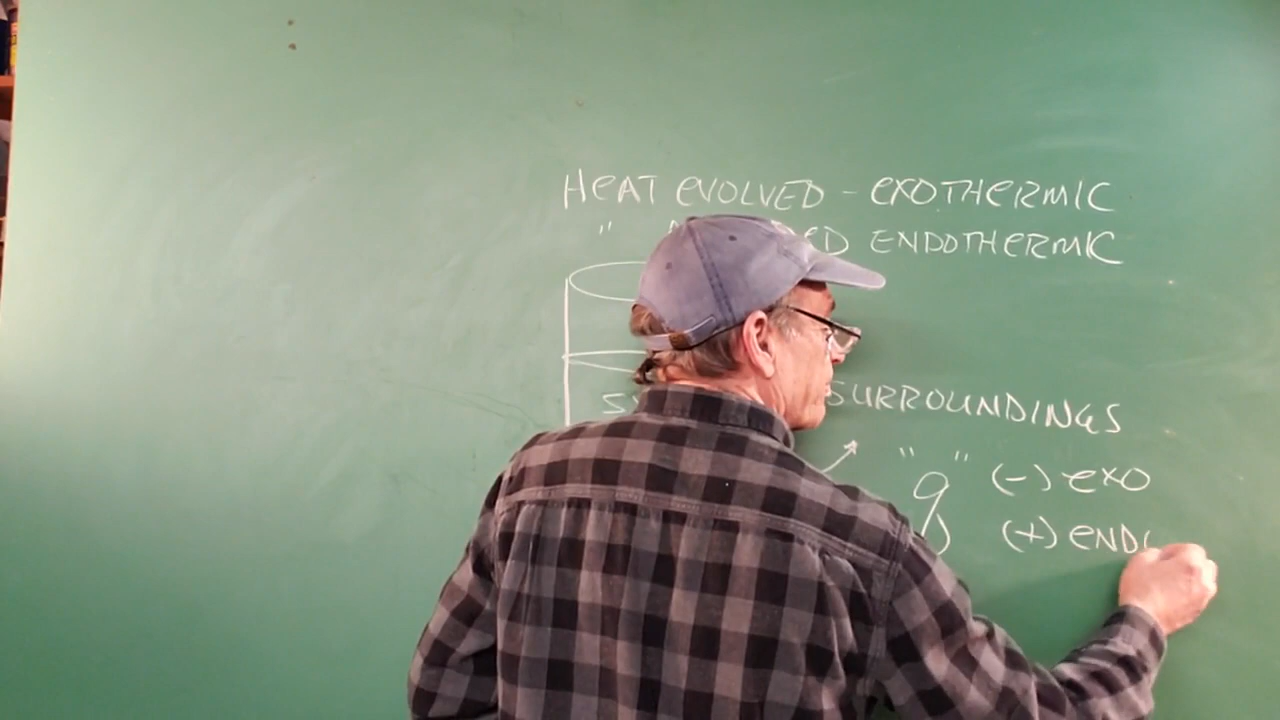 HEAT EVOLVED - EXOTHERMIC
" ENDOTHERMIC
SURROUNDINGS
"q" (-) EXO
(+) END